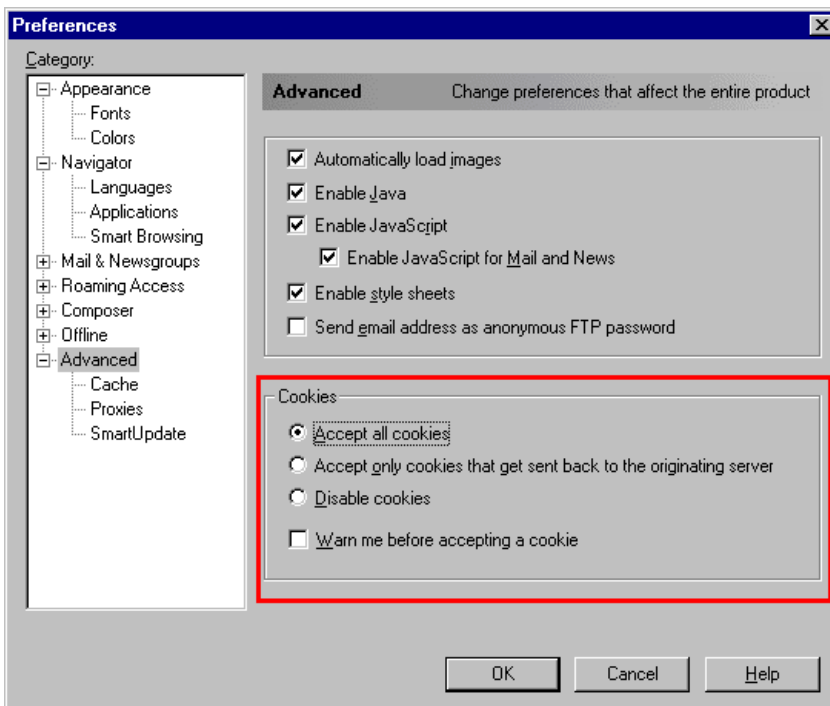 Preferences
Category:
Appearance
Fonts
Colors
Navigator
Languages
Applications
Smart Browsing
Mail & Newsgroups
Roaming Access
Composer
Offline
Advanced
Cache
Proxies
SmartUpdate
Advanced Change preferences that affect the entire product
Automatically load images
Enable Java
Enable JavaScript
Enable JavaScript for Mail and News
Enable style sheets
Send email address as anonymous FTP password
Cookies
Accept all cookies
Accept only cookies that get sent back to the originating server
Disable cookies
Warn me before accepting a cookie
OK Cancel Help